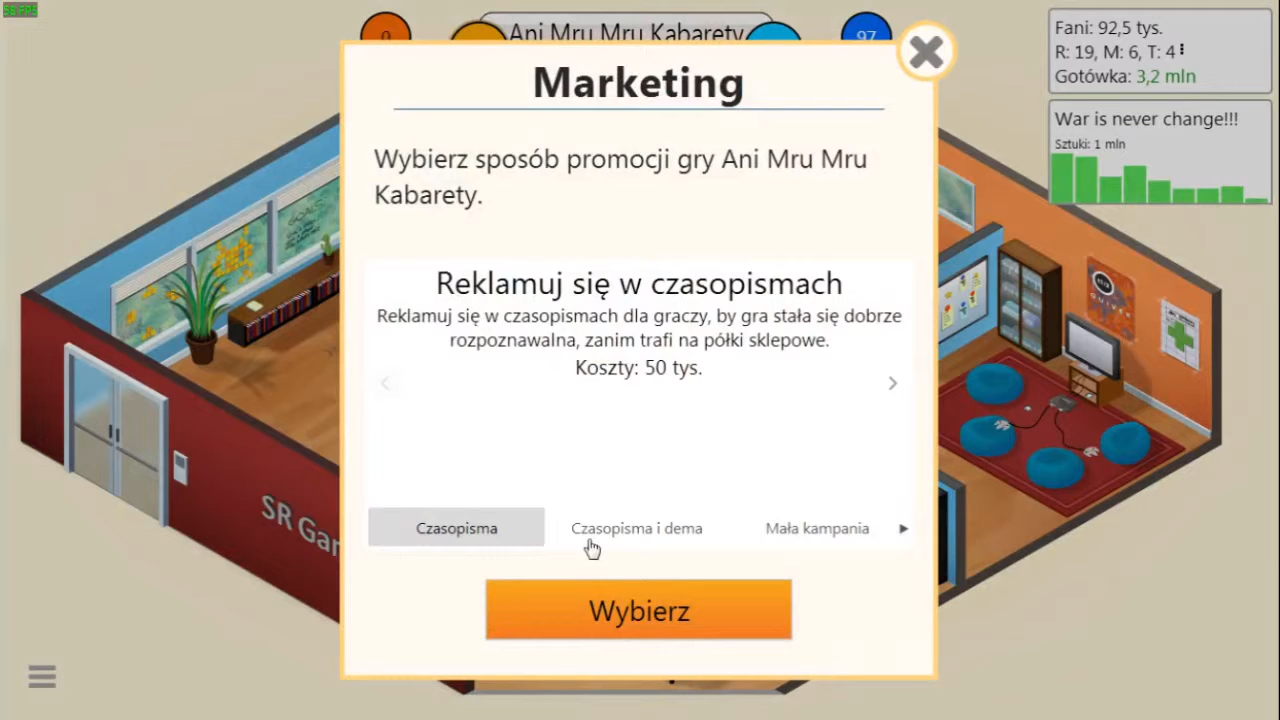 Ani Mru Mru Kabarety
97
Fani: 92,5 tys.
R: 19, M: 6, T: 4
Gotówka: 3,2 mln
War is never change!!!
Sztuki: 1 mln
Marketing
Wybierz sposób promocji gry Ani Mru Mru
Kabarety.
Reklamuj się w czasopismach
Reklamuj się w czasopismach dla graczy, by gra stała się dobrze
rozpoznawalna, zanim trafi na półki sklepowe.
Koszty: 50 tys.
Czasopisma
Czasopisma i dema
Mała kampania
Wybierz
SR Gar